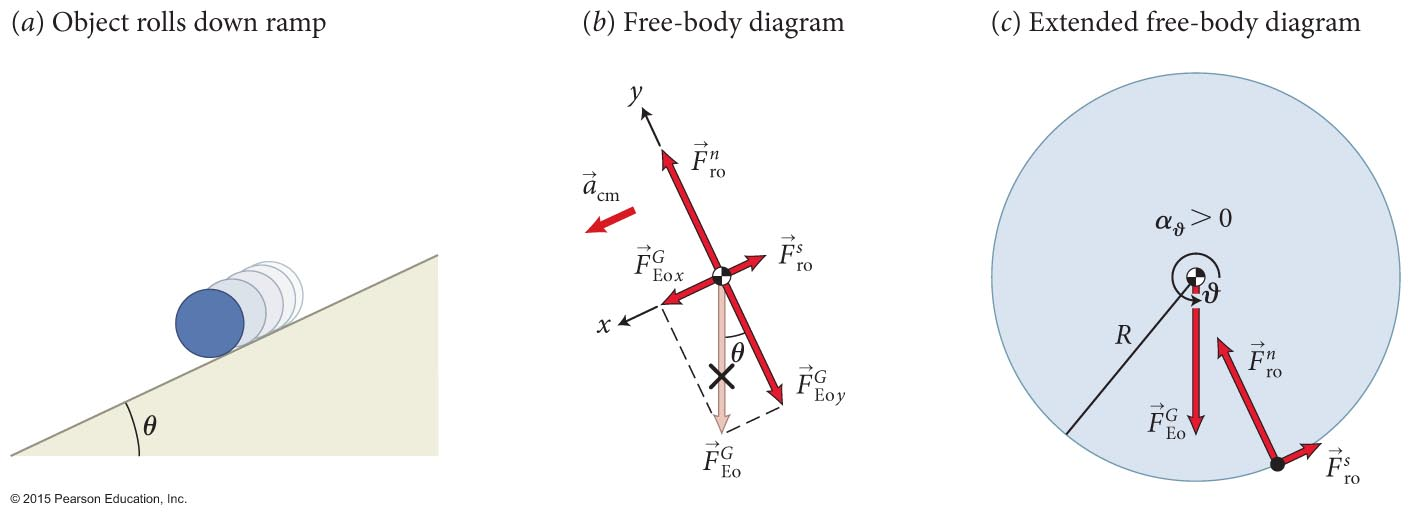 (a) Object rolls down ramp
θ
© 2015 Pearson Education, Inc.
(b) Free-body diagram
y
F⃗ⁿ_ro
a⃗_cm
F⃗ˢ_ro
F⃗ᴳ_Eox
x
θ
F⃗ᴳ_Eoy
F⃗ᴳ_Eo
(c) Extended free-body diagram
α_ϑ > 0
ϑ
R
F⃗ⁿ_ro
F⃗ᴳ_Eo
F⃗ˢ_ro